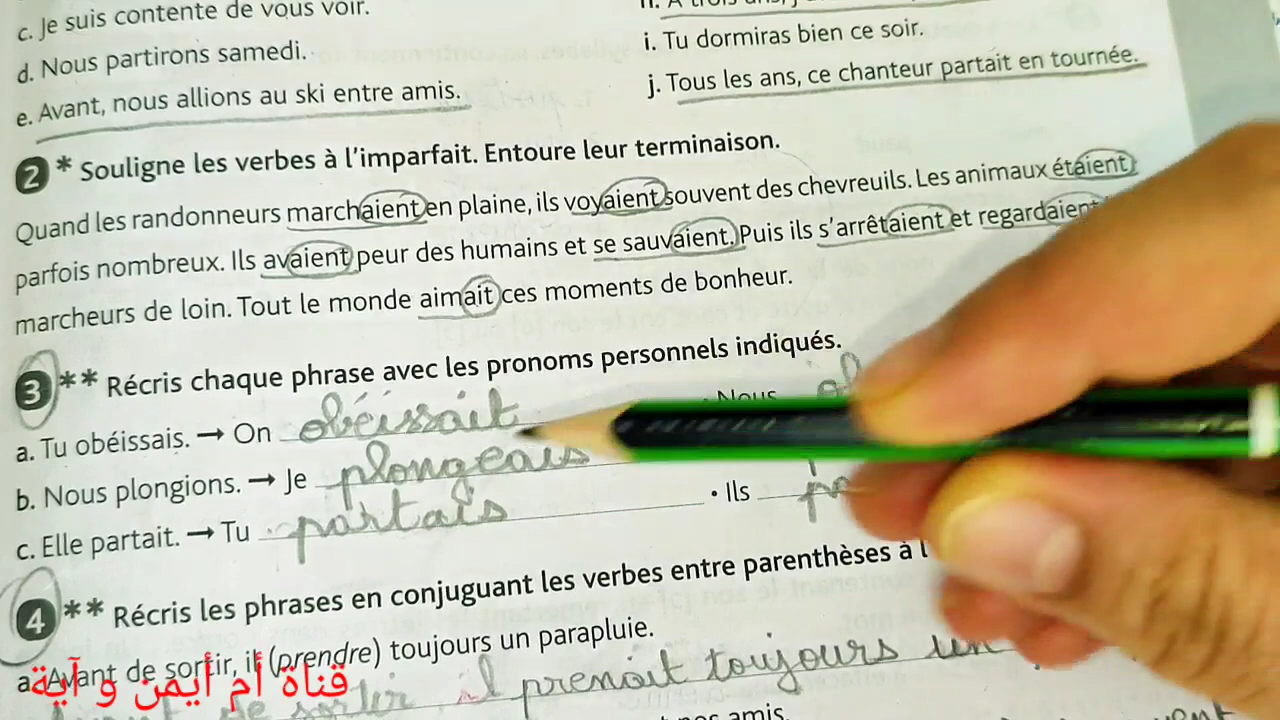 c. Je suis contente de vous voir.
d. Nous partirons samedi.
e. Avant, nous allions au ski entre amis.
i. Tu dormiras bien ce soir.
j. Tous les ans, ce chanteur partait en tournée.
2 * Souligne les verbes à l'imparfait. Entoure leur terminaison.
Quand les randonneurs marchaient en plaine, ils voyaient souvent des chevreuils. Les animaux étaient
parfois nombreux. Ils avaient peur des humains et se sauvaient. Puis ils s'arrêtaient et regardaient
marcheurs de loin. Tout le monde aimait ces moments de bonheur.
3 ** Récris chaque phrase avec les pronoms personnels indiqués.
a. Tu obéissais. → On obéissait • Nous
b. Nous plongions. → Je plongeais
c. Elle partait. → Tu partais • Ils
4 ** Récris les phrases en conjuguant les verbes entre parenthèses à l
a. Avant de sortir, il (prendre) toujours un parapluie.
de sortir, il prenait toujours un
amis.
قناة أم أيمن و آية